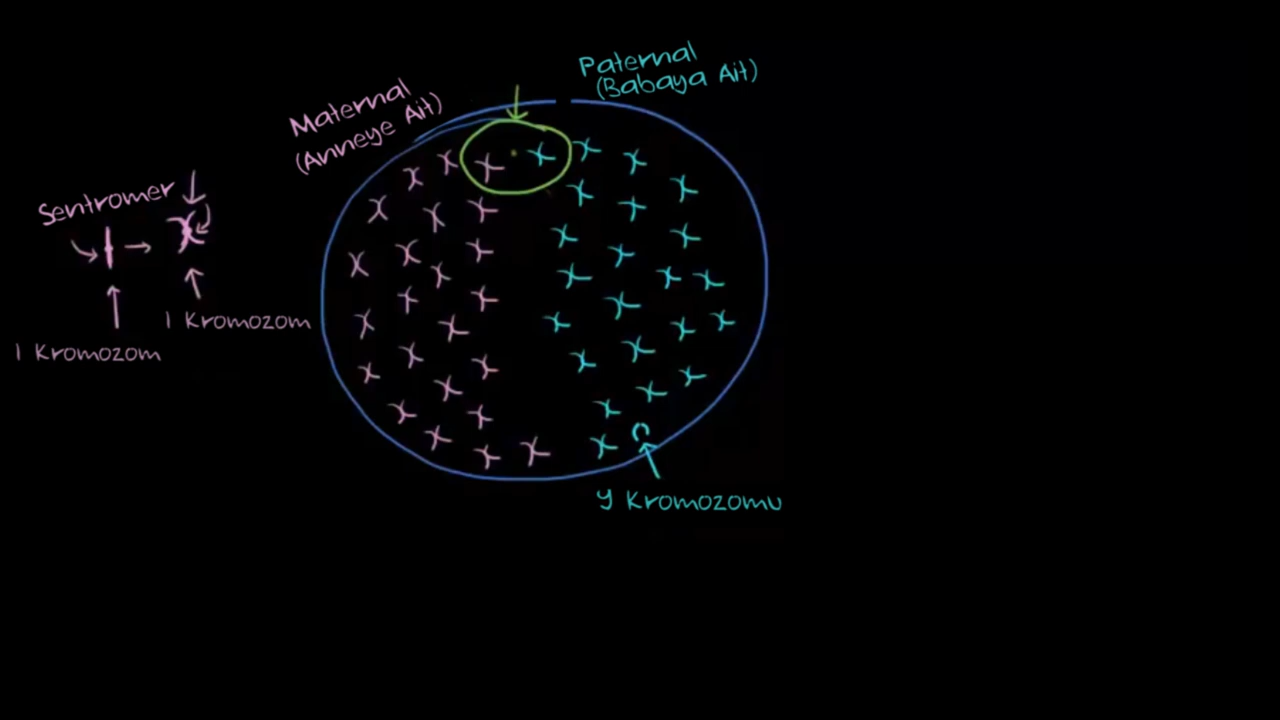 Maternal
(Anneye Ait)
Paternal
(Babaya Ait)
Sentromer
1 Kromozom
1 Kromozom
y Kromozomu